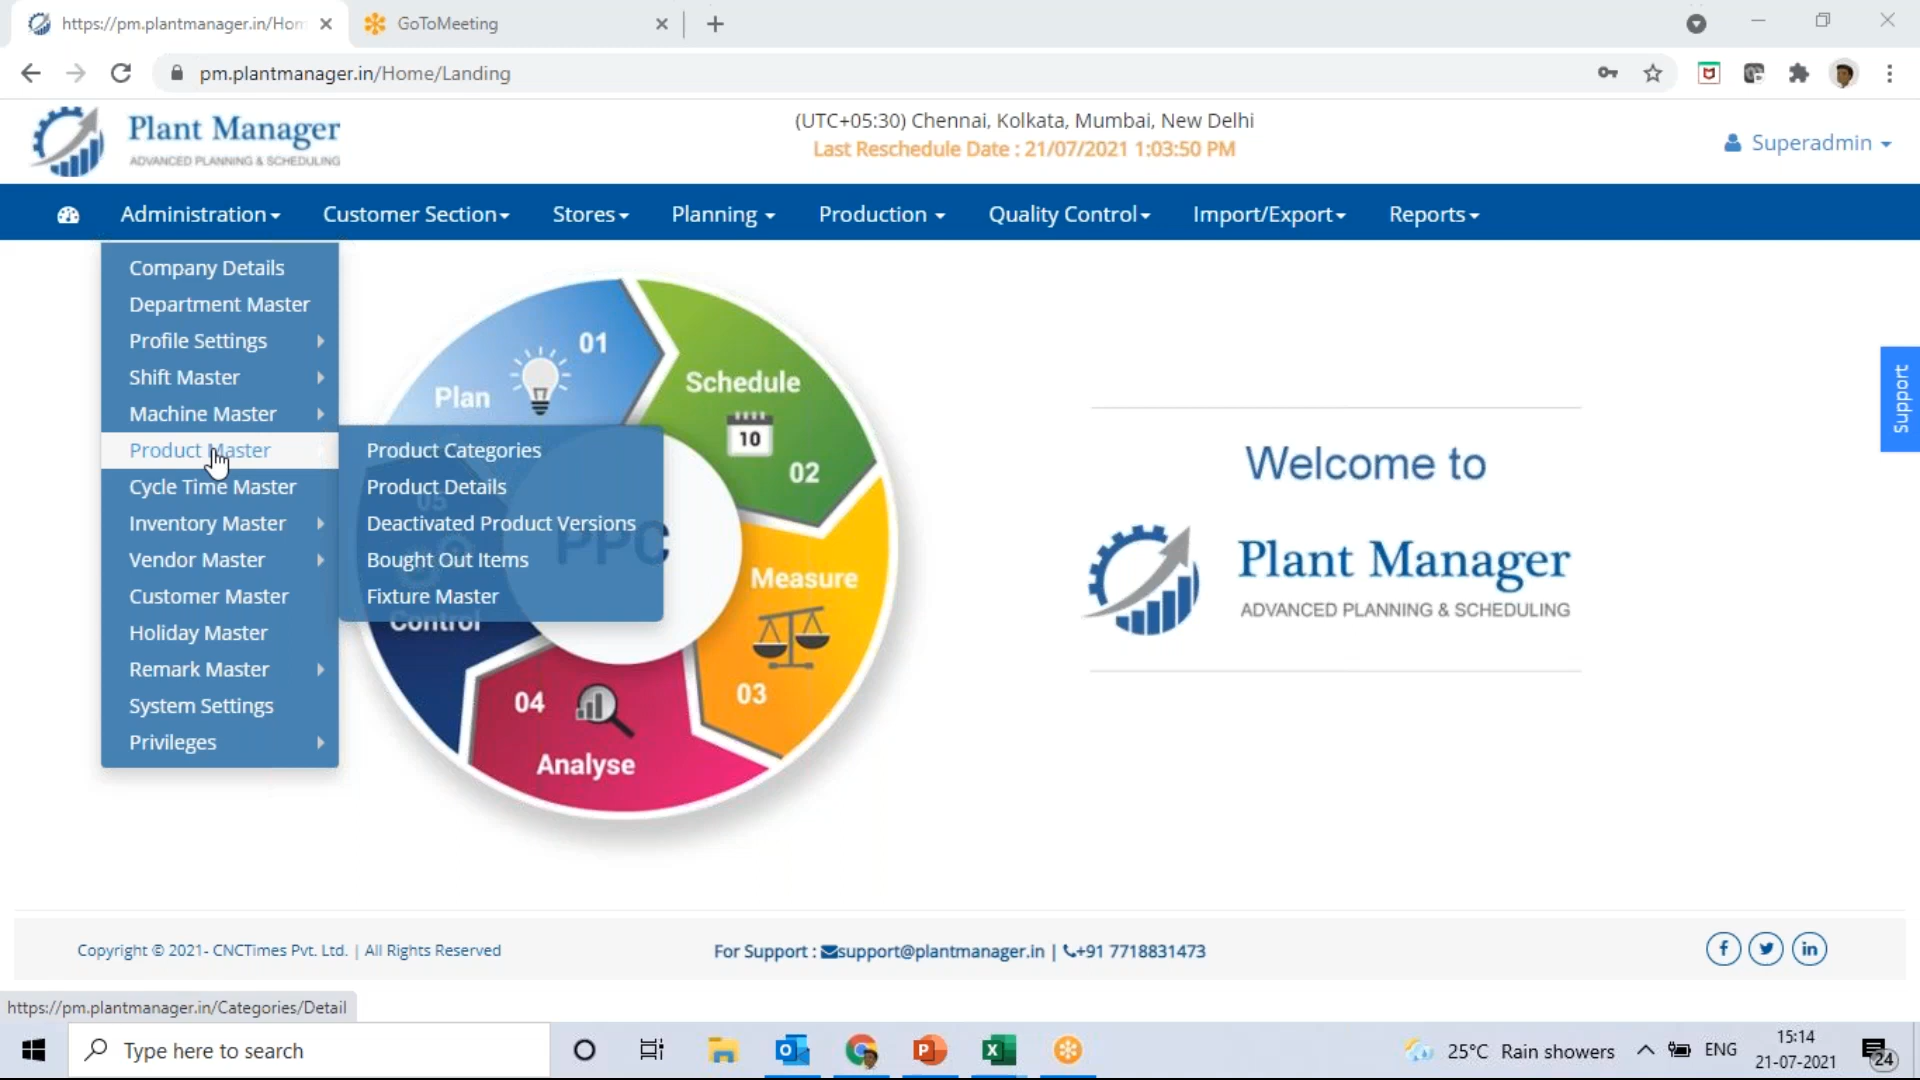 https://pm.plantmanager.in/Hom
GoToMeeting
pm.plantmanager.in/Home/Landing
Plant Manager
ADVANCED PLANNING & SCHEDULING
(UTC+05:30) Chennai, Kolkata, Mumbai, New Delhi
Last Reschedule Date : 21/07/2021 1:03:50 PM
Superadmin
Administration
Customer Section
Stores
Planning
Production
Quality Control
Import/Export
Reports
Company Details
Department Master
Profile Settings
Shift Master
Machine Master
Product Master
Cycle Time Master
Inventory Master
Vendor Master
Customer Master
Holiday Master
Remark Master
System Settings
Privileges
Product Categories
Product Details
Deactivated Product Versions
Bought Out Items
Fixture Master
01
Plan
Schedule
10
02
Measure
03
04
Analyse
05
Control
PPC
Welcome to
Plant Manager
ADVANCED PLANNING & SCHEDULING
Support
Copyright © 2021- CNCTimes Pvt. Ltd. | All Rights Reserved
For Support : support@plantmanager.in | +91 7718831473
https://pm.plantmanager.in/Categories/Detail
Type here to search
25°C Rain showers
ENG
15:14
21-07-2021
24